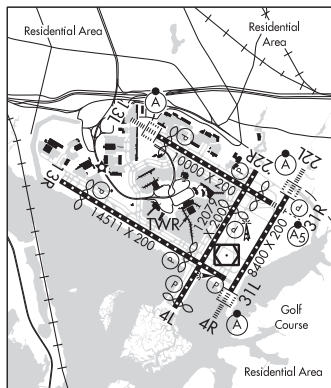 Residential Area
Residential
Area
A
13L
22L
A
22R
P
10000 X 200
3R
P
P
31R
TWR
d
A5
14511 X 200
8400 X 200
P
P
P
31L
4L
4R
A
Golf
Course
Residential Area